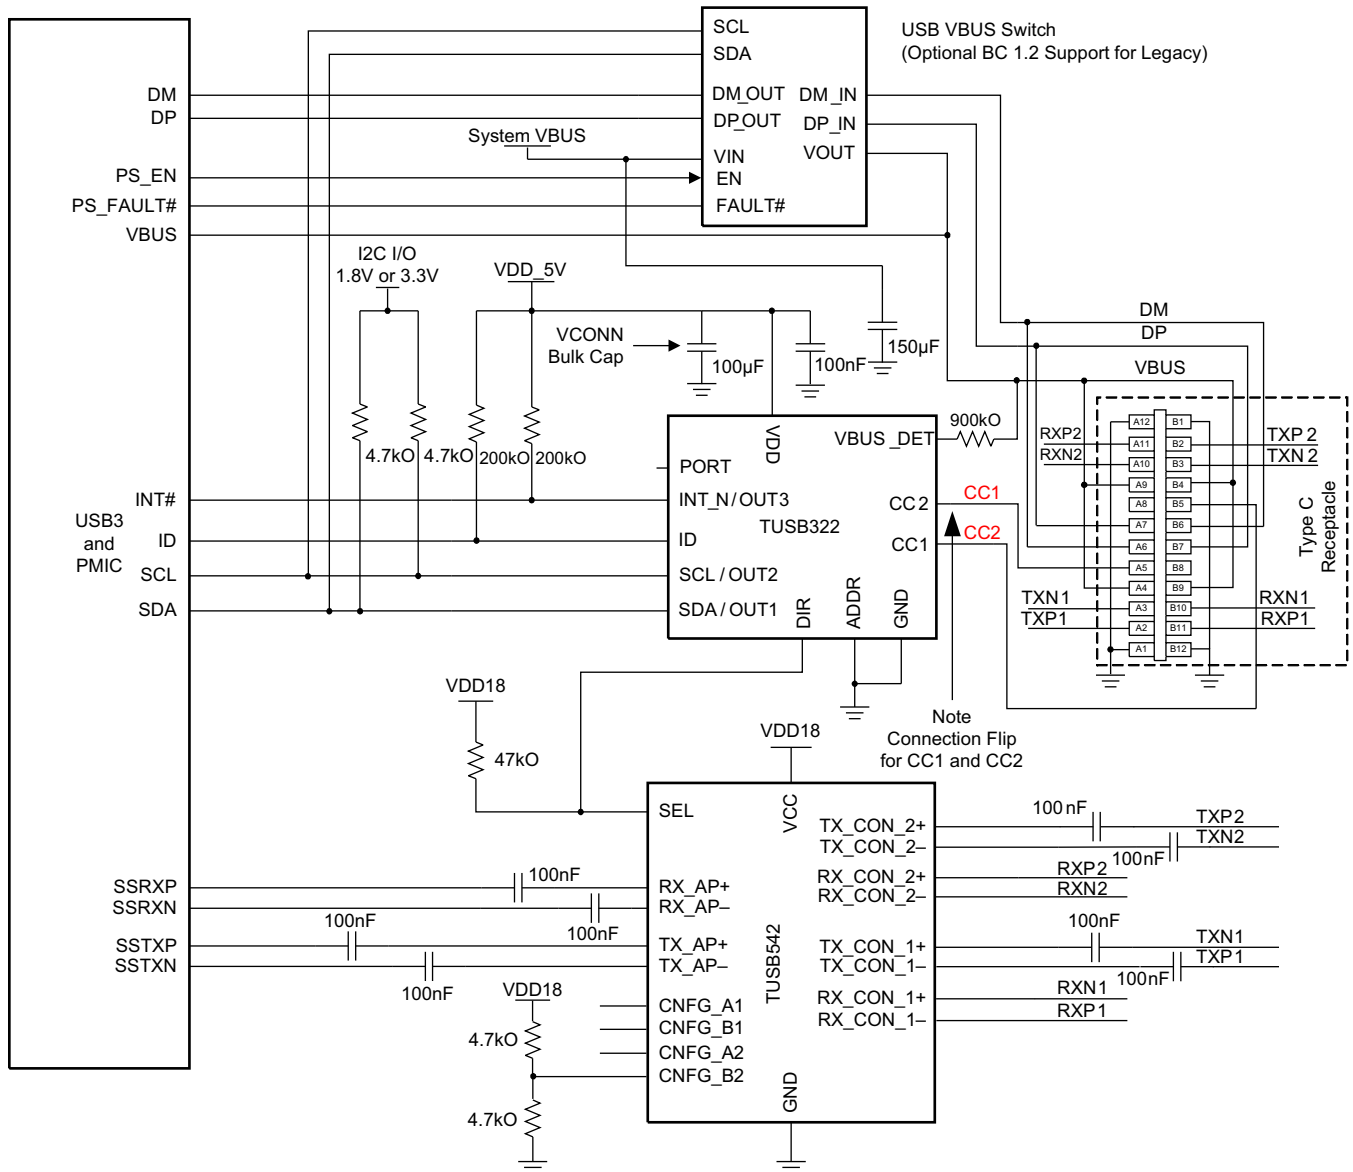 SCL
SDA
DM_OUT
DP_OUT
VIN
EN
FAULT#
DM_IN
DP_IN
VOUT
USB VBUS Switch
(Optional BC 1.2 Support for Legacy)
DM
DP
PS_EN
PS_FAULT#
VBUS
System VBUS
I2C I/O
1.8V or 3.3V
VDD_5V
VCONN
Bulk Cap
100µF
100nF
150µF
4.7kO
4.7kO
200kO
200kO
INT#
USB3
and
PMIC
ID
SCL
SDA
VDD
PORT
INT_N/OUT3
ID
SCL/OUT2
SDA/OUT1
TUSB322
VBUS_DET
CC2
CC1
DIR
ADDR
GND
900kO
CC1
CC2
Note
Connection Flip
for CC1 and CC2
DM
DP
VBUS
RXP2
RXN2
TXN1
TXP1
A12
A11
A10
A9
A8
A7
A6
A5
A4
A3
A2
A1
B1
B2
B3
B4
B5
B6
B7
B8
B9
B10
B11
B12
TXP2
TXN2
RXN1
RXP1
Type C
Receptacle
VDD18
47kO
VDD18
SEL
VCC
TUSB542
GND
RX_AP+
RX_AP–
TX_AP+
TX_AP–
CNFG_A1
CNFG_B1
CNFG_A2
CNFG_B2
TX_CON_2+
TX_CON_2–
RX_CON_2+
RX_CON_2–
TX_CON_1+
TX_CON_1–
RX_CON_1+
RX_CON_1–
SSRXP
SSRXN
SSTXP
SSTXN
100nF
100nF
100nF
100nF
VDD18
4.7kO
4.7kO
100nF
TXP2
TXN2
100nF
RXP2
RXN2
100nF
TXN1
TXP1
100nF
RXN1
RXP1